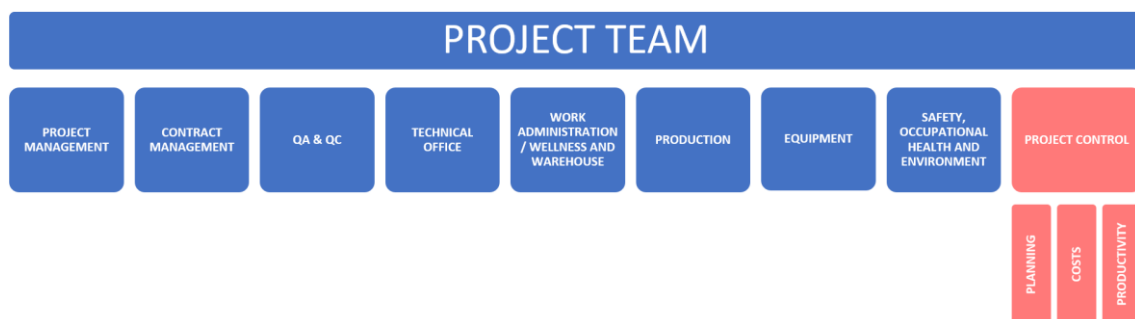 PROJECT TEAM
PROJECT
MANAGEMENT
CONTRACT
MANAGEMENT
QA & QC
TECHNICAL
OFFICE
WORK
ADMINISTRATION
/ WELLNESS AND
WAREHOUSE
PRODUCTION
EQUIPMENT
SAFETY,
OCCUPATIONAL
HEALTH AND
ENVIRONMENT
PROJECT CONTROL
PLANNING
COSTS
PRODUCTIVITY